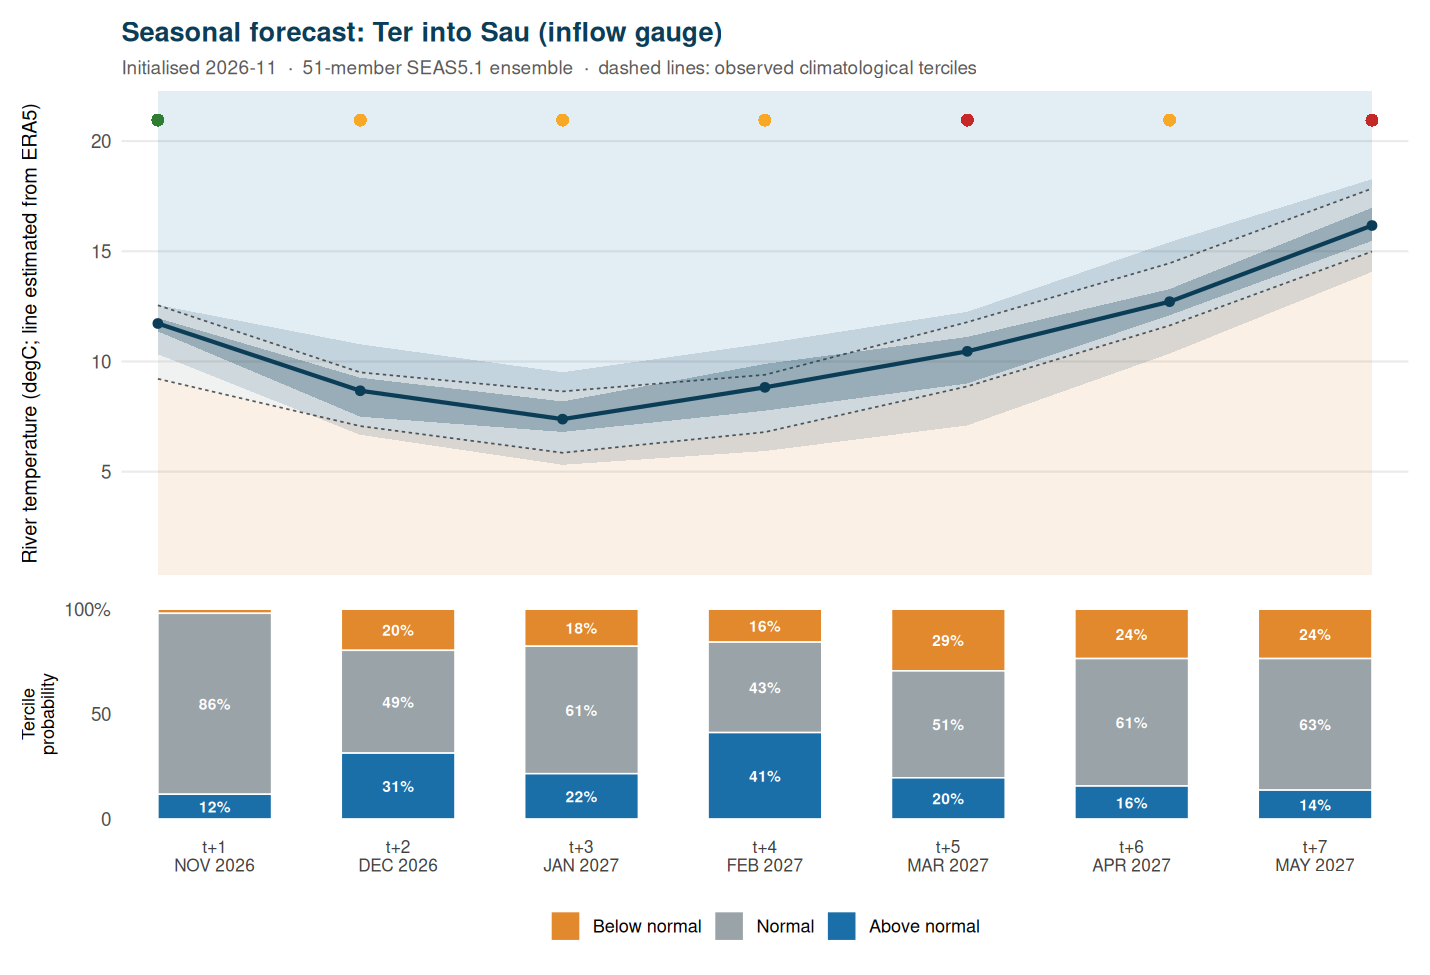 Seasonal forecast: Ter into Sau (inflow gauge)
Initialised 2026-11 · 51-member SEAS5.1 ensemble · dashed lines: observed climatological terciles
River temperature (degC; line estimated from ERA5)
20
15
10
5
Tercile
probability
100%
50
0
20%
18%
16%
29%
24%
24%
86%
49%
61%
43%
51%
61%
63%
12%
31%
22%
41%
20%
16%
14%
t+1
NOV 2026
t+2
DEC 2026
t+3
JAN 2027
t+4
FEB 2027
t+5
MAR 2027
t+6
APR 2027
t+7
MAY 2027
Below normal
Normal
Above normal